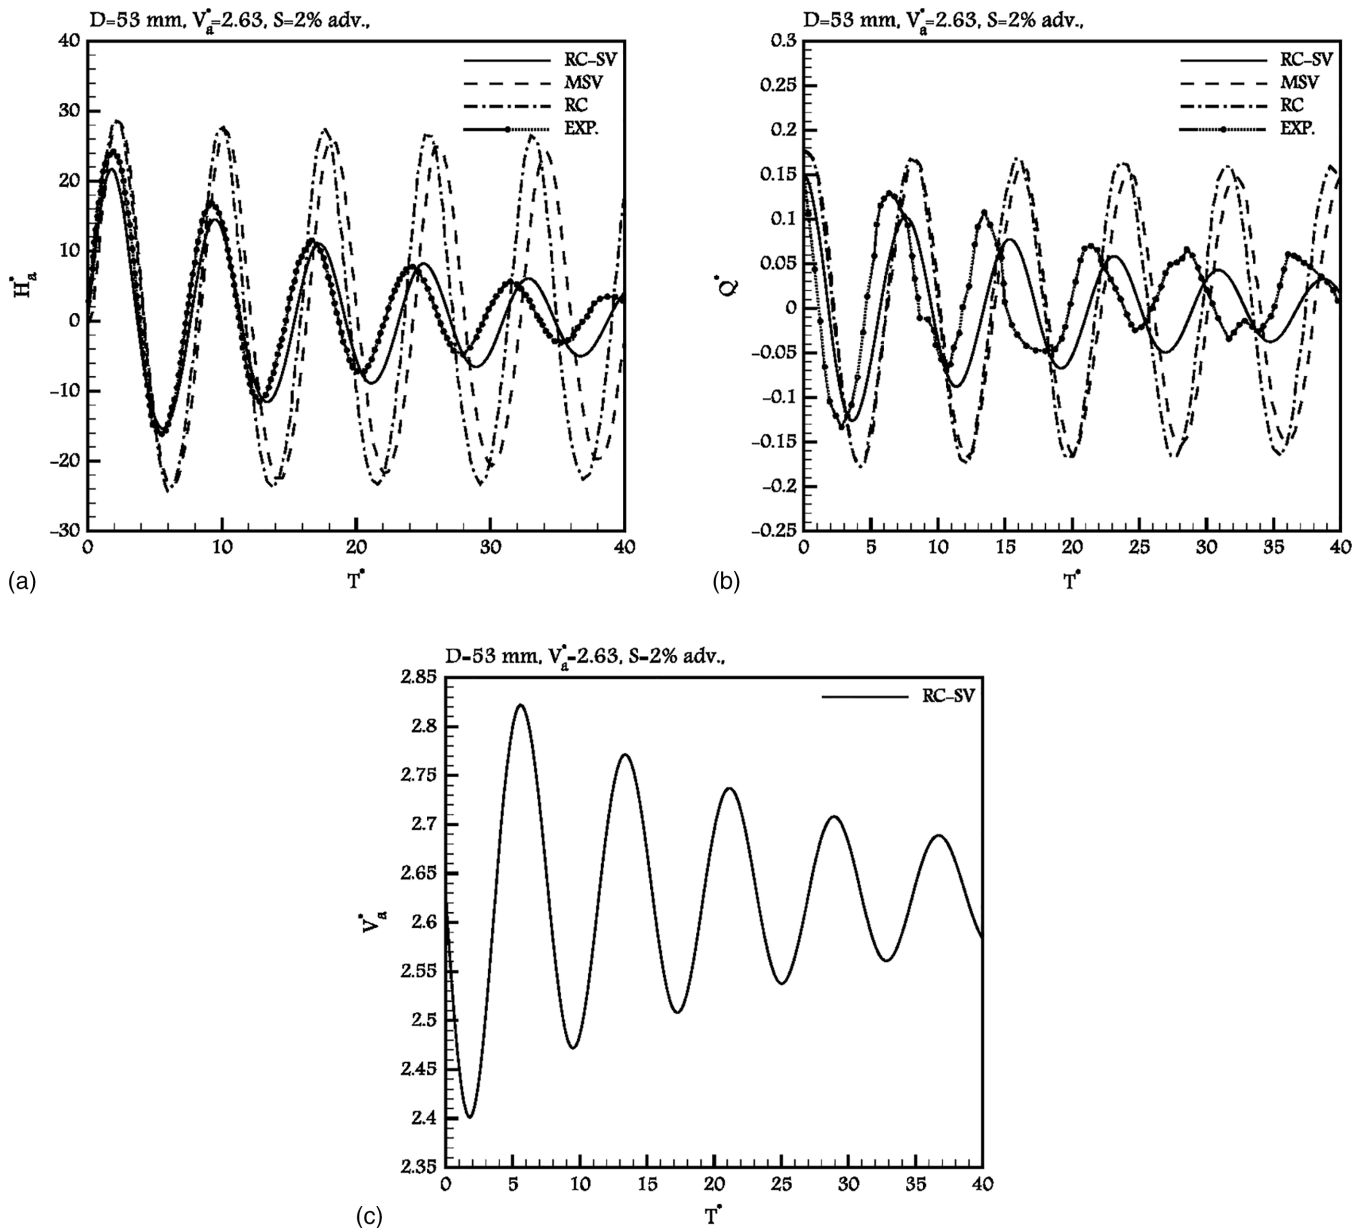 D=53 mm, V*a=2.63, S=2% adv.,
40
30
20
10
0
−10
−20
−30
H*a
0
10
20
30
40
T*
RC–SV
MSV
RC
EXP.
(a)
D=53 mm, V*a=2.63, S=2% adv.,
0.3
0.25
0.2
0.15
0.1
0.05
0
−0.05
−0.1
−0.15
−0.2
−0.25
Q*
0
5
10
15
20
25
30
35
40
T*
RC–SV
MSV
RC
EXP.
(b)
D=53 mm, V*a=2.63, S=2% adv.,
2.85
2.8
2.75
2.7
2.65
2.6
2.55
2.5
2.45
2.4
2.35
V*a
0
5
10
15
20
25
30
35
40
T*
RC–SV
(c)